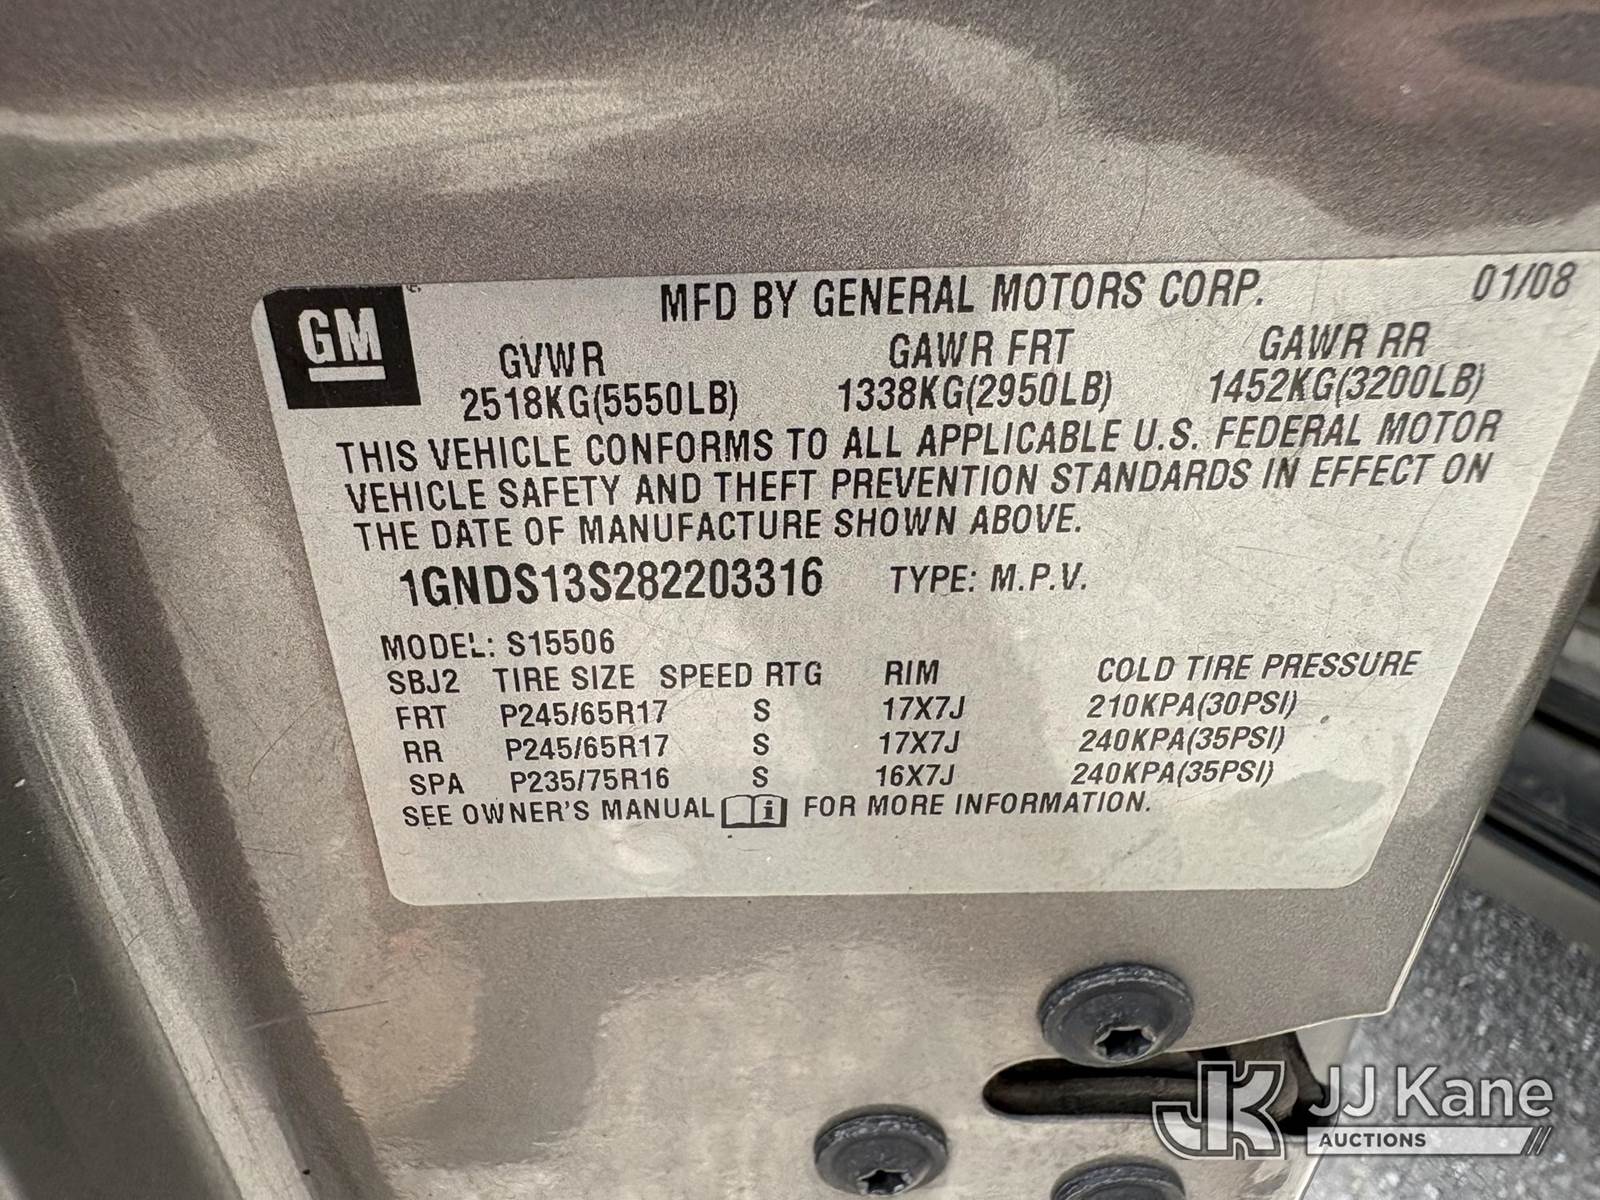 GM
MFD BY GENERAL MOTORS CORP.
01/08
GVWR GAWR FRT GAWR RR
2518KG(5550LB) 1338KG(2950LB) 1452KG(3200LB)
THIS VEHICLE CONFORMS TO ALL APPLICABLE U.S. FEDERAL MOTOR
VEHICLE SAFETY AND THEFT PREVENTION STANDARDS IN EFFECT ON
THE DATE OF MANUFACTURE SHOWN ABOVE.
1GNDS13S282203316 TYPE: M.P.V.
MODEL: S15506
SBJ2 TIRE SIZE SPEED RTG RIM COLD TIRE PRESSURE
FRT P245/65R17 S 17X7J 210KPA(30PSI)
RR P245/65R17 S 17X7J 240KPA(35PSI)
SPA P235/75R16 S 16X7J 240KPA(35PSI)
SEE OWNER'S MANUAL i FOR MORE INFORMATION.
JK JJ Kane
AUCTIONS